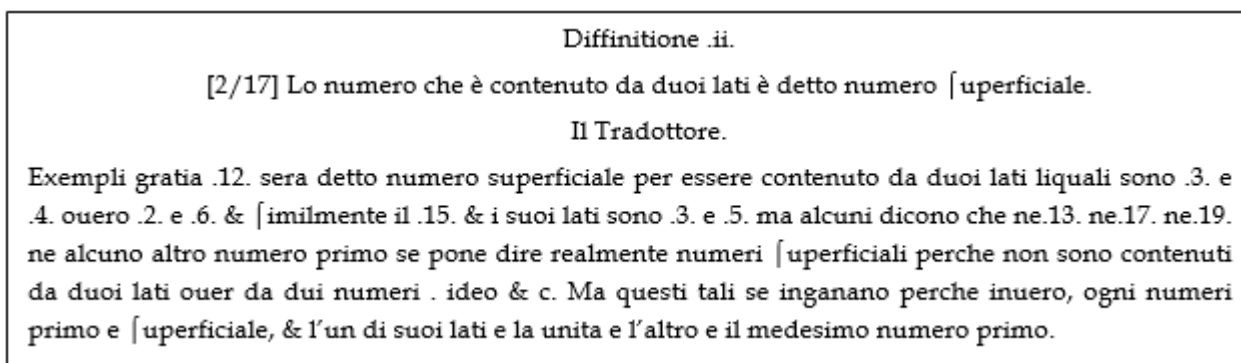 Diffinitione .ii.
[2/17] Lo numero che è contenuto da duoi lati è detto numero ⌠uperficiale.
Il Tradottore.
Exempli gratia .12. sera detto numero superficiale per essere contenuto da duoi lati liquali sono .3. e
.4. ouero .2. e .6. & ⌠imilmente il .15. & i suoi lati sono .3. e .5. ma alcuni dicono che ne.13. ne.17. ne.19.
ne alcuno altro numero primo se pone dire realmente numeri ⌠uperficiali perche non sono contenuti
da duoi lati ouer da dui numeri . ideo & c. Ma questi tali se inganano perche inuero, ogni numeri
primo e ⌠uperficiale, & l'un di suoi lati e la unita e l'altro e il medesimo numero primo.